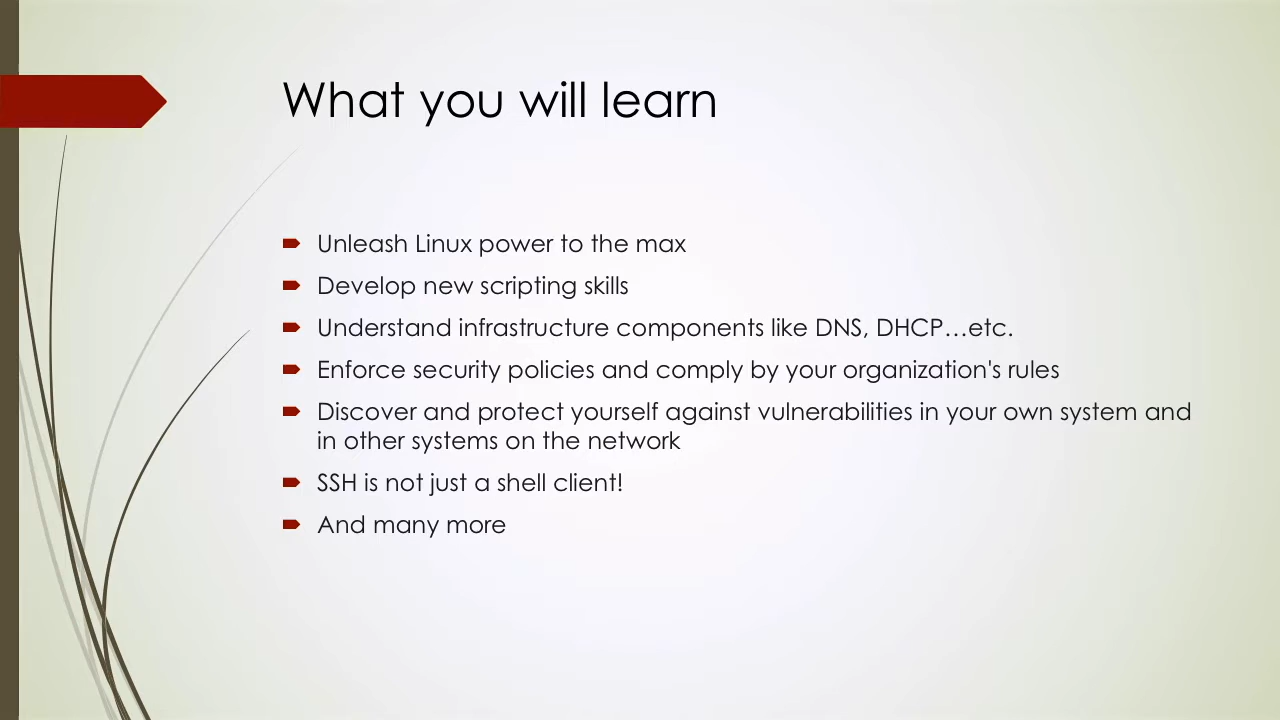 What you will learn
Unleash Linux power to the max
Develop new scripting skills
Understand infrastructure components like DNS, DHCP…etc.
Enforce security policies and comply by your organization's rules
Discover and protect yourself against vulnerabilities in your own system and
in other systems on the network
SSH is not just a shell client!
And many more